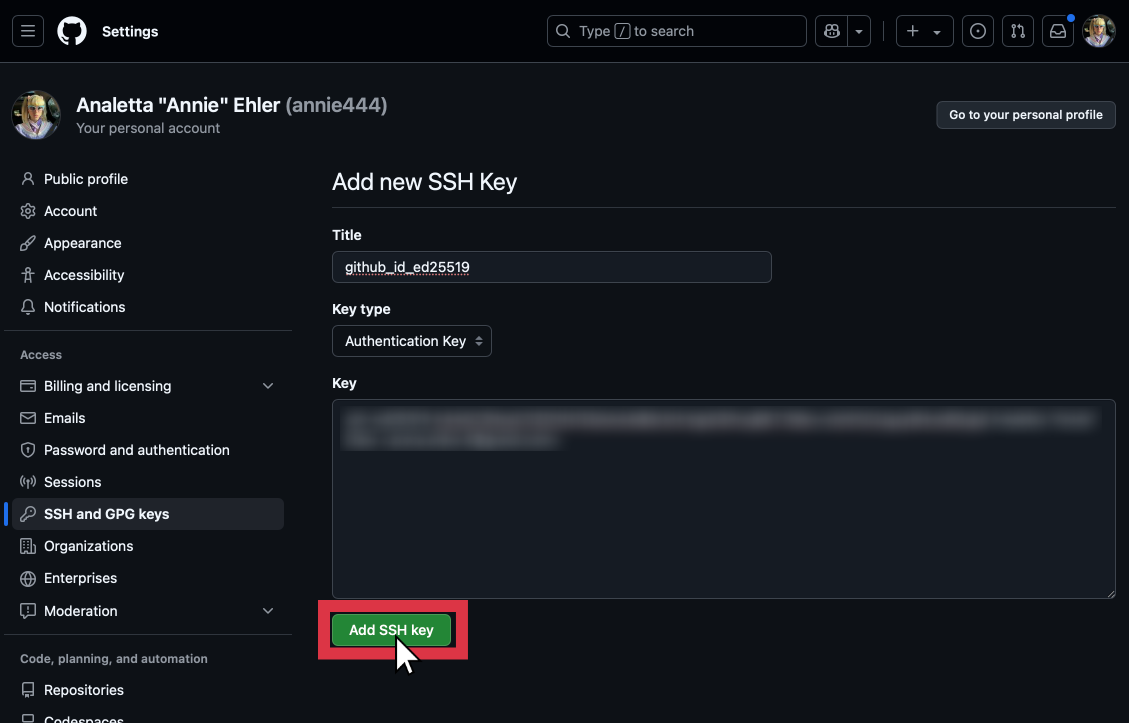 Settings
Type / to search
Analetta "Annie" Ehler (annie444)
Your personal account
Go to your personal profile
Public profile
Account
Appearance
Accessibility
Notifications
Access
Billing and licensing
Emails
Password and authentication
Sessions
SSH and GPG keys
Organizations
Enterprises
Moderation
Code, planning, and automation
Repositories
Codespaces
Add new SSH Key
Title
github_id_ed25519
Key type
Authentication Key
Key
Add SSH key